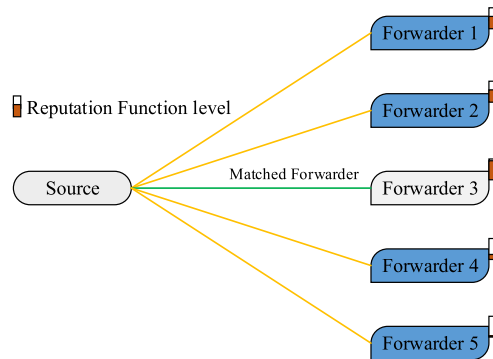 Forwarder 1
Reputation Function level
Forwarder 2
Matched Forwarder
Source
Forwarder 3
Forwarder 4
Forwarder 5